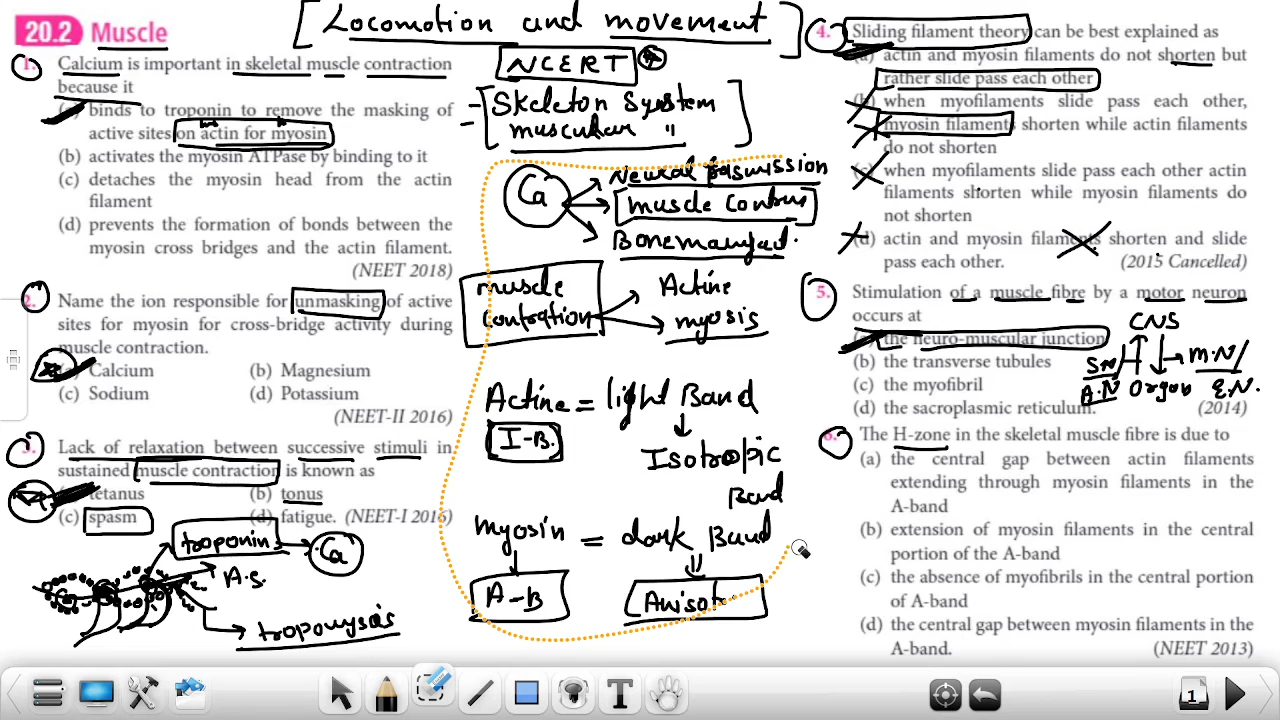 20.2 Muscle
[Locomotion and movement]
1. Calcium is important in skeletal muscle contraction
because it
(a) binds to troponin to remove the masking of
active sites on actin for myosin
(b) activates the myosin ATPase by binding to it
(c) detaches the myosin head from the actin
filament
(d) prevents the formation of bonds between the
myosin cross bridges and the actin filament.
(NEET 2018)
2. Name the ion responsible for unmasking of active
sites for myosin for cross-bridge activity during
muscle contraction.
Calcium (b) Magnesium
(c) Sodium (d) Potassium
(NEET-II 2016)
3. Lack of relaxation between successive stimuli in
sustained muscle contraction is known as
tetanus (b) tonus
(c) spasm (d) fatigue. (NEET-I 2016)
troponin Ca
A.S.
NCERT
Skeleton System
muscular "
Ca
Neural
muscle
muscle
Actine
myosis
Actine = light Band
I-B.
Isotropic
Band
myosin = dark Band
A-B
4. Sliding filament theory can be best explained as
(a) actin and myosin filaments do not shorten but
rather slide pass each other
(b) when myofilaments slide pass each other,
myosin filaments shorten while actin filaments
do not shorten
(c) when myofilaments slide pass each other actin
filaments shorten while myosin filaments do
not shorten
(d) actin and myosin filaments shorten and slide
pass each other. (2015 Cancelled)
5. Stimulation of a muscle fibre by a motor neuron
occurs at
(a) the neuro-muscular junction
(b) the transverse tubules
(c) the myofibril
(d) the sacroplasmic reticulum. (2014)
CNS
S.N M.N/
A.N Organ E.N.
6. The H-zone in the skeletal muscle fibre is due to
(a) the central gap between actin filaments
extending through myosin filaments in the
A-band
(b) extension of myosin filaments in the central
portion of the A-band
(c) the absence of myofibrils in the central portion
of A-band
(d) the central gap between myosin filaments in the
A-band. (NEET 2013)
1